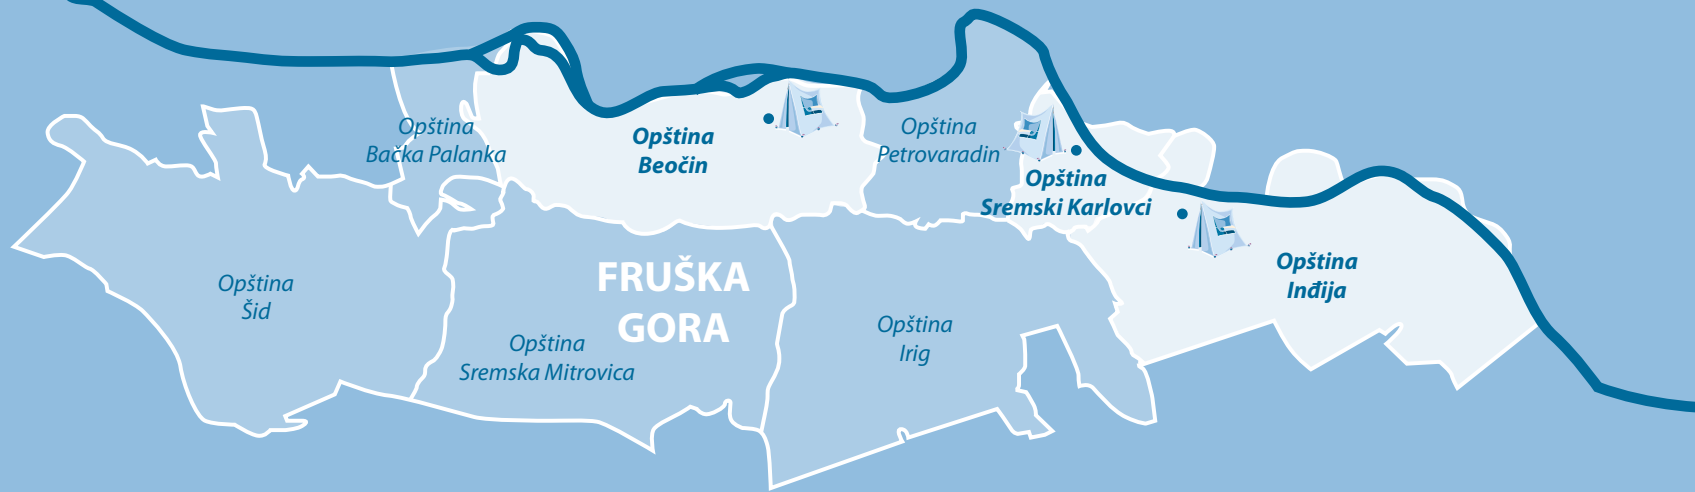 Opština
Bačka Palanka
Opština
Beočin
Opština
Petrovaradin
Opština
Sremski Karlovci
Opština
Šid
FRUŠKA
GORA
Opština
Sremska Mitrovica
Opština
Irig
Opština
Inđija